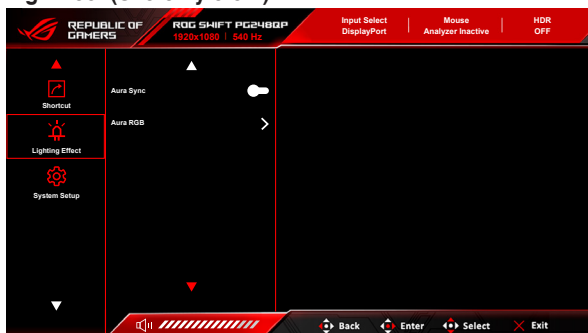 REPUBLIC OF
GAMERS
ROG SHIFT PG248QP
1920x1080 | 540 Hz
Input Select
DisplayPort
Mouse
Analyzer Inactive
HDR
OFF
Shortcut
Lighting Effect
System Setup
Aura Sync
Aura RGB
Back
Enter
Select
Exit